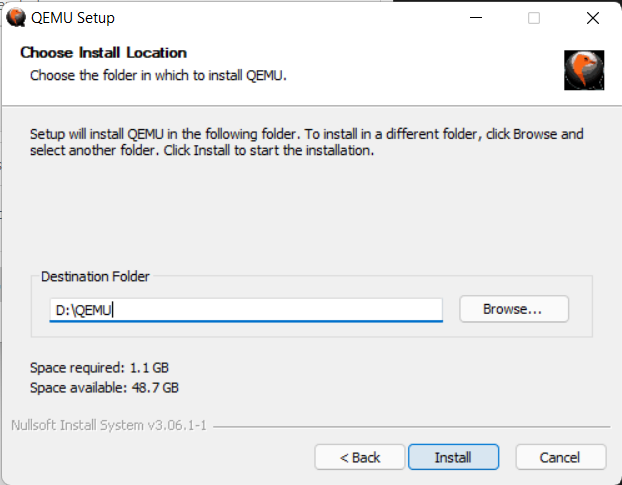 QEMU Setup
Choose Install Location
Choose the folder in which to install QEMU.
Setup will install QEMU in the following folder. To install in a different folder, click Browse and
select another folder. Click Install to start the installation.
Destination Folder
D:\QEMU
Browse...
Space required: 1.1 GB
Space available: 48.7 GB
Nullsoft Install System v3.06.1-1
< Back
Install
Cancel